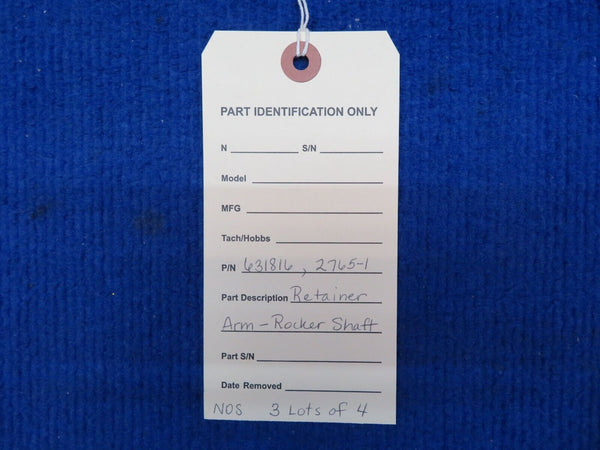 PART IDENTIFICATION ONLY
N S/N
Model
MFG
Tach/Hobbs
P/N 631816, 2765-1
Part Description Retainer
Arm - Rocker Shaft
Part S/N
Date Removed
NOS 3 Lots of 4